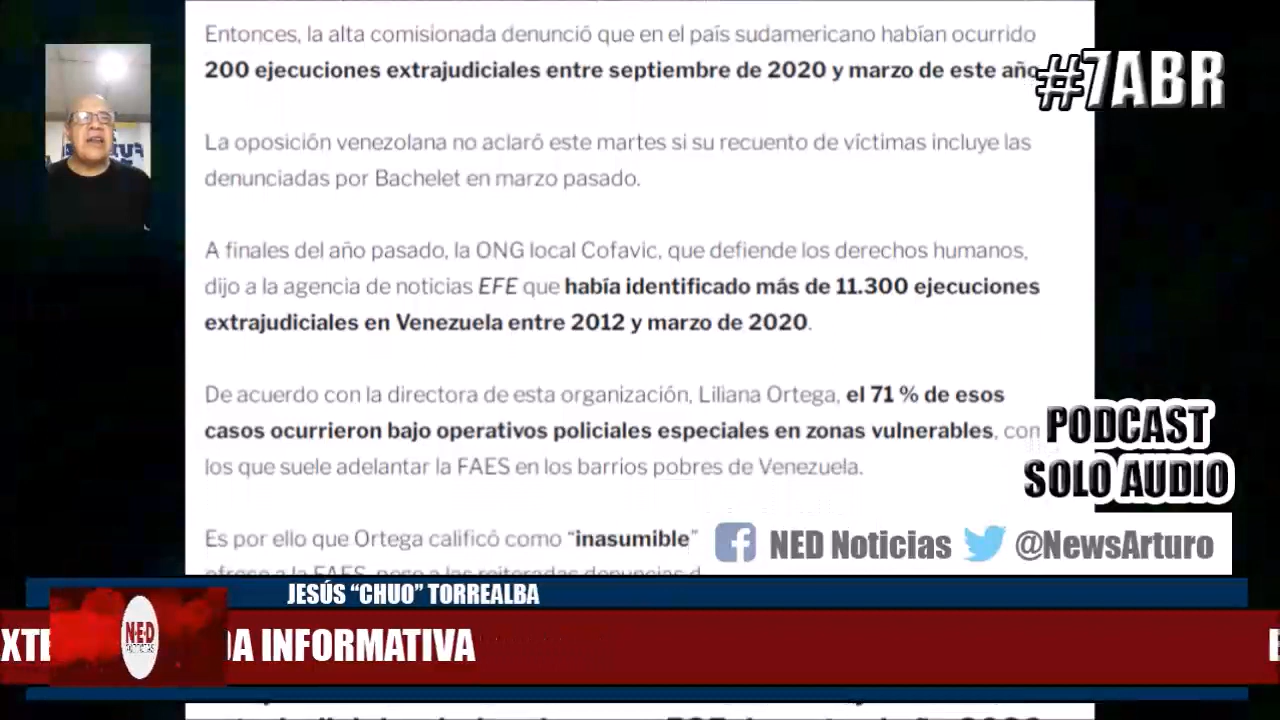 Entonces, la alta comisionada denunció que en el país sudamericano habían ocurrido
200 ejecuciones extrajudiciales entre septiembre de 2020 y marzo de este año
#7ABR
La oposición venezolana no aclaró este martes si su recuento de víctimas incluye las
denunciadas por Bachelet en marzo pasado.
A finales del año pasado, la ONG local Cofavic, que defiende los derechos humanos,
dijo a la agencia de noticias EFE que había identificado más de 11.300 ejecuciones
extrajudiciales en Venezuela entre 2012 y marzo de 2020.
De acuerdo con la directora de esta organización, Liliana Ortega, el 71 % de esos
casos ocurrieron bajo operativos policiales especiales en zonas vulnerables, con
los que suele adelantar la FAES en los barrios pobres de Venezuela.
PODCAST
SOLO AUDIO
Es por ello que Ortega calificó como “inasumible”
NED Noticias @NewsArturo
JESÚS “CHUO” TORREALBA
N-E-D
NOTICIAS
XTE DA INFORMATIVA